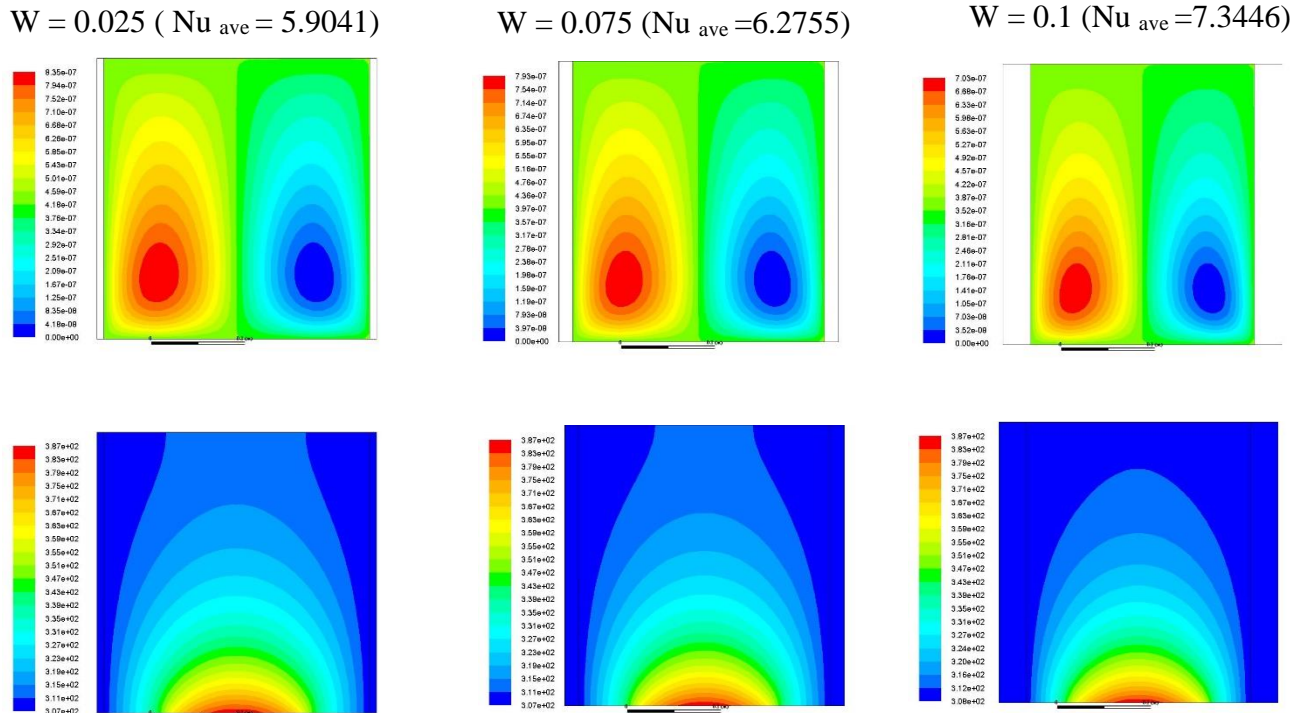 W = 0.025 ( Nu ave = 5.9041)
W = 0.075 (Nu ave =6.2755)
W = 0.1 (Nu ave =7.3446)
8.35e-07
7.94e-07
7.52e-07
7.10e-07
6.68e-07
6.26e-07
5.85e-07
5.43e-07
5.01e-07
4.59e-07
4.18e-07
3.76e-07
3.34e-07
2.92e-07
2.51e-07
2.09e-07
1.67e-07
1.25e-07
8.35e-08
4.18e-08
0.00e+00
7.93e-07
7.54e-07
7.14e-07
6.74e-07
6.35e-07
5.95e-07
5.55e-07
5.16e-07
4.76e-07
4.36e-07
3.97e-07
3.57e-07
3.17e-07
2.78e-07
2.38e-07
1.98e-07
1.59e-07
1.19e-07
7.93e-08
3.97e-08
0.00e+00
7.03e-07
6.68e-07
6.33e-07
5.98e-07
5.63e-07
5.27e-07
4.92e-07
4.57e-07
4.22e-07
3.87e-07
3.52e-07
3.16e-07
2.81e-07
2.46e-07
2.11e-07
1.76e-07
1.41e-07
1.05e-07
7.03e-08
3.52e-08
0.00e+00
3.87e+02
3.83e+02
3.79e+02
3.75e+02
3.71e+02
3.67e+02
3.63e+02
3.59e+02
3.55e+02
3.51e+02
3.47e+02
3.43e+02
3.39e+02
3.35e+02
3.31e+02
3.27e+02
3.23e+02
3.19e+02
3.15e+02
3.11e+02
3.07e+02
3.87e+02
3.83e+02
3.79e+02
3.75e+02
3.71e+02
3.67e+02
3.63e+02
3.59e+02
3.55e+02
3.51e+02
3.47e+02
3.43e+02
3.39e+02
3.35e+02
3.31e+02
3.27e+02
3.23e+02
3.19e+02
3.15e+02
3.11e+02
3.07e+02
3.87e+02
3.83e+02
3.79e+02
3.75e+02
3.71e+02
3.67e+02
3.63e+02
3.59e+02
3.55e+02
3.51e+02
3.47e+02
3.43e+02
3.39e+02
3.35e+02
3.31e+02
3.27e+02
3.24e+02
3.20e+02
3.16e+02
3.12e+02
3.08e+02